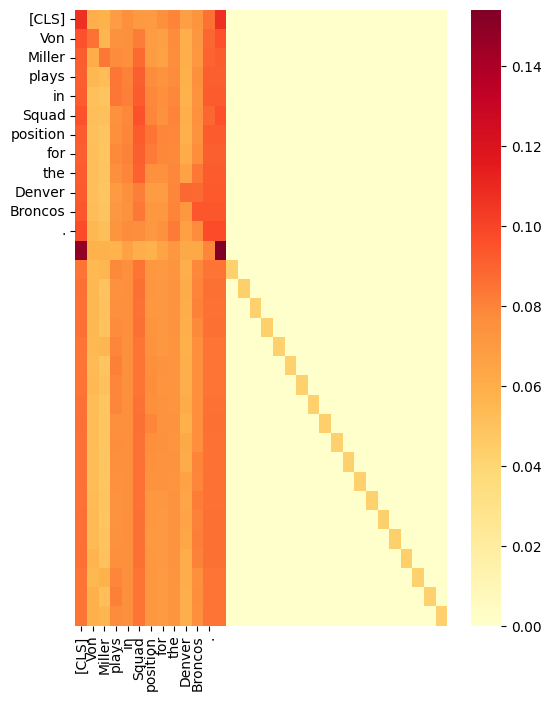 [CLS]
Von
Miller
plays
in
Squad
position
for
the
Denver
Broncos
.
0.14
0.12
0.10
0.08
0.06
0.04
0.02
0.00
[CLS]
Von
Miller
plays
in
Squad
position
for
the
Denver
Broncos
.